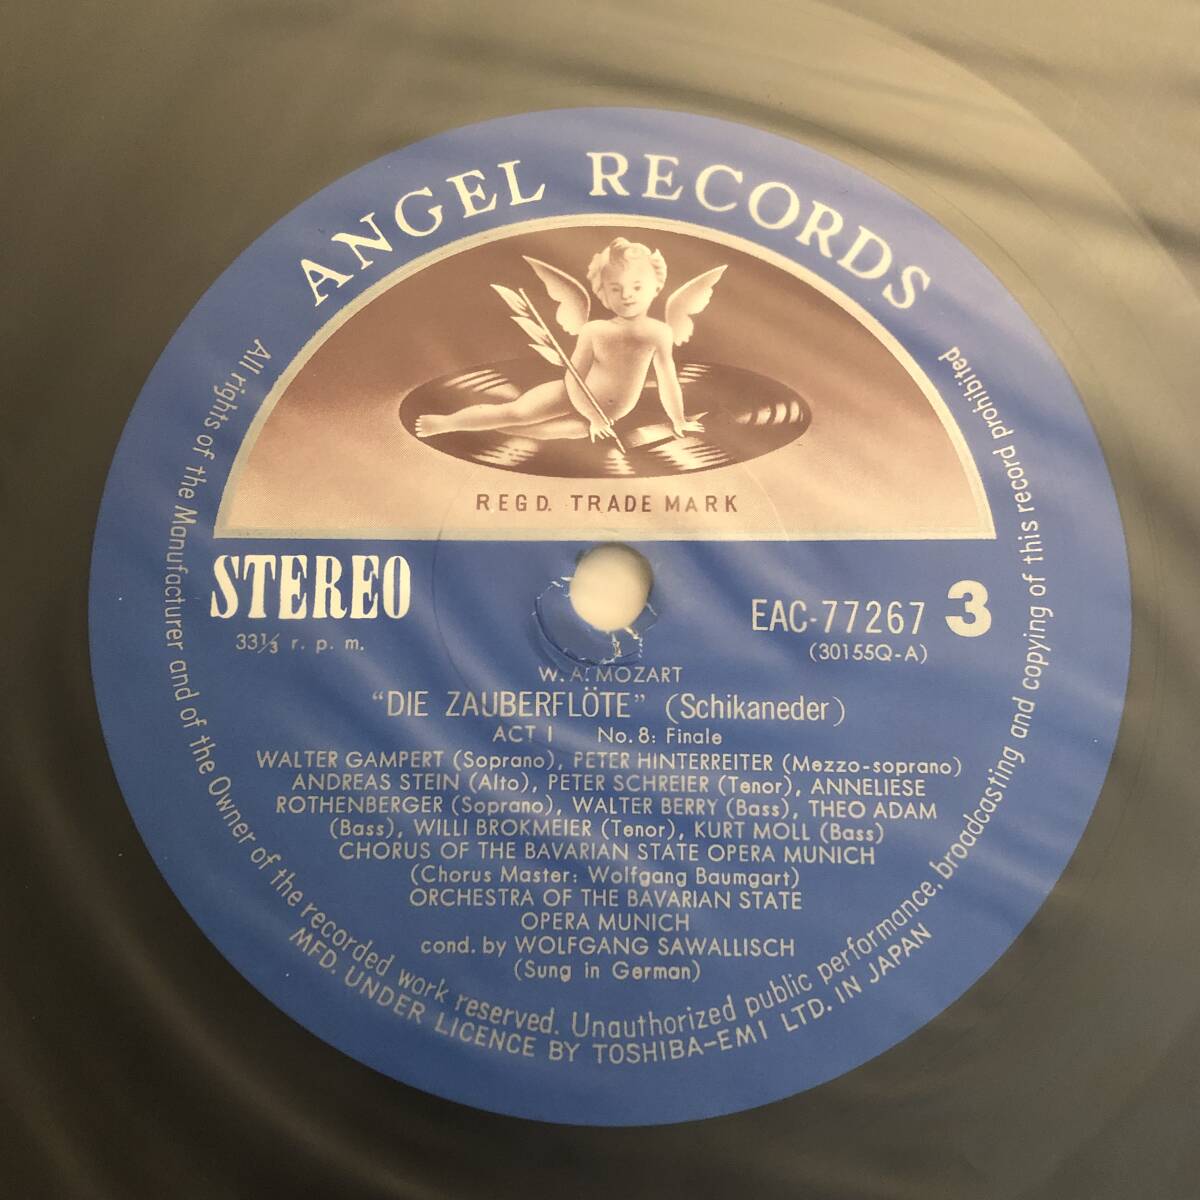 ANGEL RECORDS
REGD. TRADE MARK
STEREO
33⅓ r. p. m.
EAC-77267 3
(30155Q-A)
W. A. MOZART
"DIE ZAUBERFLÖTE" (Schikaneder)
ACT I No. 8: Finale
WALTER GAMPERT (Soprano), PETER HINTERREITER (Mezzo-soprano)
ANDREAS STEIN (Alto), PETER SCHREIER (Tenor), ANNELIESE
ROTHENBERGER (Soprano), WALTER BERRY (Bass), THEO ADAM
(Bass), WILLI BROKMEIER (Tenor), KURT MOLL (Bass)
CHORUS OF THE BAVARIAN STATE OPERA MUNICH
(Chorus Master: Wolfgang Baumgart)
ORCHESTRA OF THE BAVARIAN STATE
OPERA MUNICH
cond. by WOLFGANG SAWALLISCH
(Sung in German)
All rights of the Manufacturer and of the Owner of the recorded work reserved. Unauthorized public performance, broadcasting and copying of this record prohibited
MFD. UNDER LICENCE BY TOSHIBA-EMI LTD. IN JAPAN